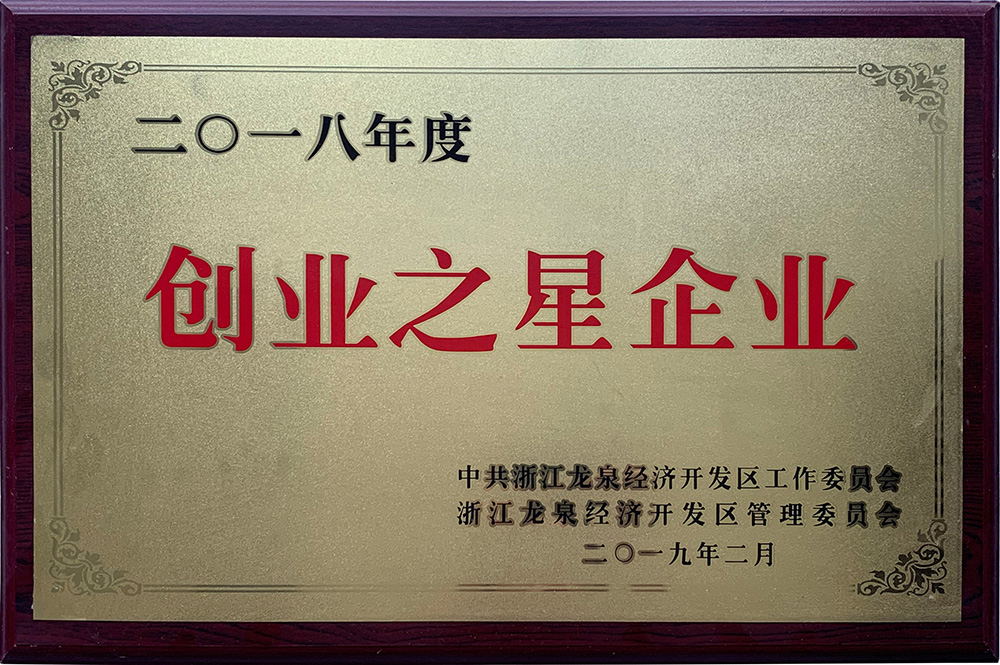 二〇一八年度
创业之星企业
中共浙江龙泉经济开发区工作委员会
浙江龙泉经济开发区管理委员会
二〇一九年二月